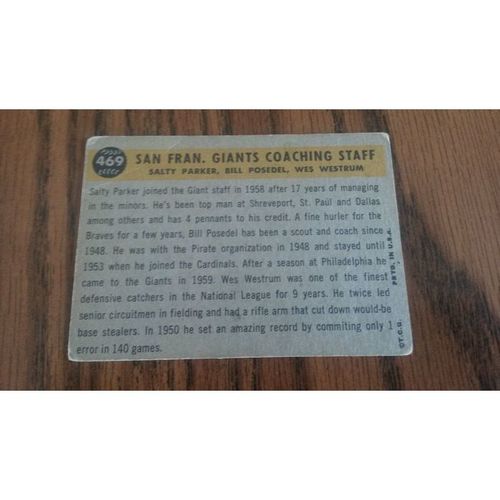 469
SAN FRAN. GIANTS COACHING STAFF
SALTY PARKER, BILL POSEDEL, WES WESTRUM
Salty Parker joined the Giant staff in 1958 after 17 years of managing
in the minors. He's been top man at Shreveport, St. Paul and Dallas
among others and has 4 pennants to his credit. A fine hurler for the
Braves for a few years, Bill Posedel has been a scout and coach since
1948. He was with the Pirate organization in 1948 and stayed until
1953 when he joined the Cardinals. After a season at Philadelphia he
came to the Giants in 1959. Wes Westrum was one of the finest
defensive catchers in the National League for 9 years. He twice led
senior circuitmen in fielding and had a rifle arm that cut down would-be
base stealers. In 1950 he set an amazing record by commiting only 1
error in 140 games.
©T.C.G. PRTD. IN U.S.A.